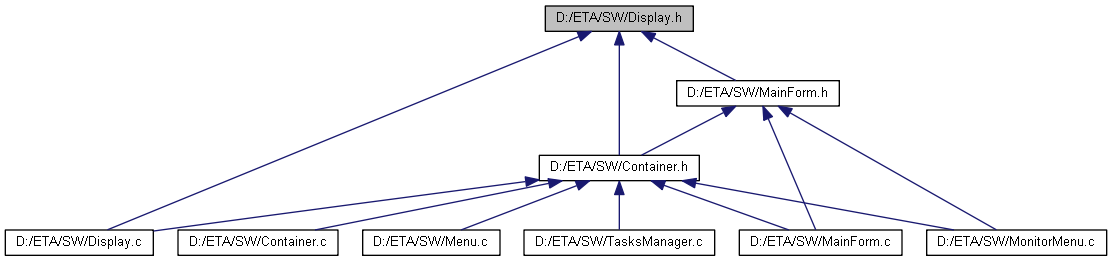 D:/ETA/SW/Display.h
D:/ETA/SW/MainForm.h
D:/ETA/SW/Container.h
D:/ETA/SW/Display.c
D:/ETA/SW/Container.c
D:/ETA/SW/Menu.c
D:/ETA/SW/TasksManager.c
D:/ETA/SW/MainForm.c
D:/ETA/SW/MonitorMenu.c